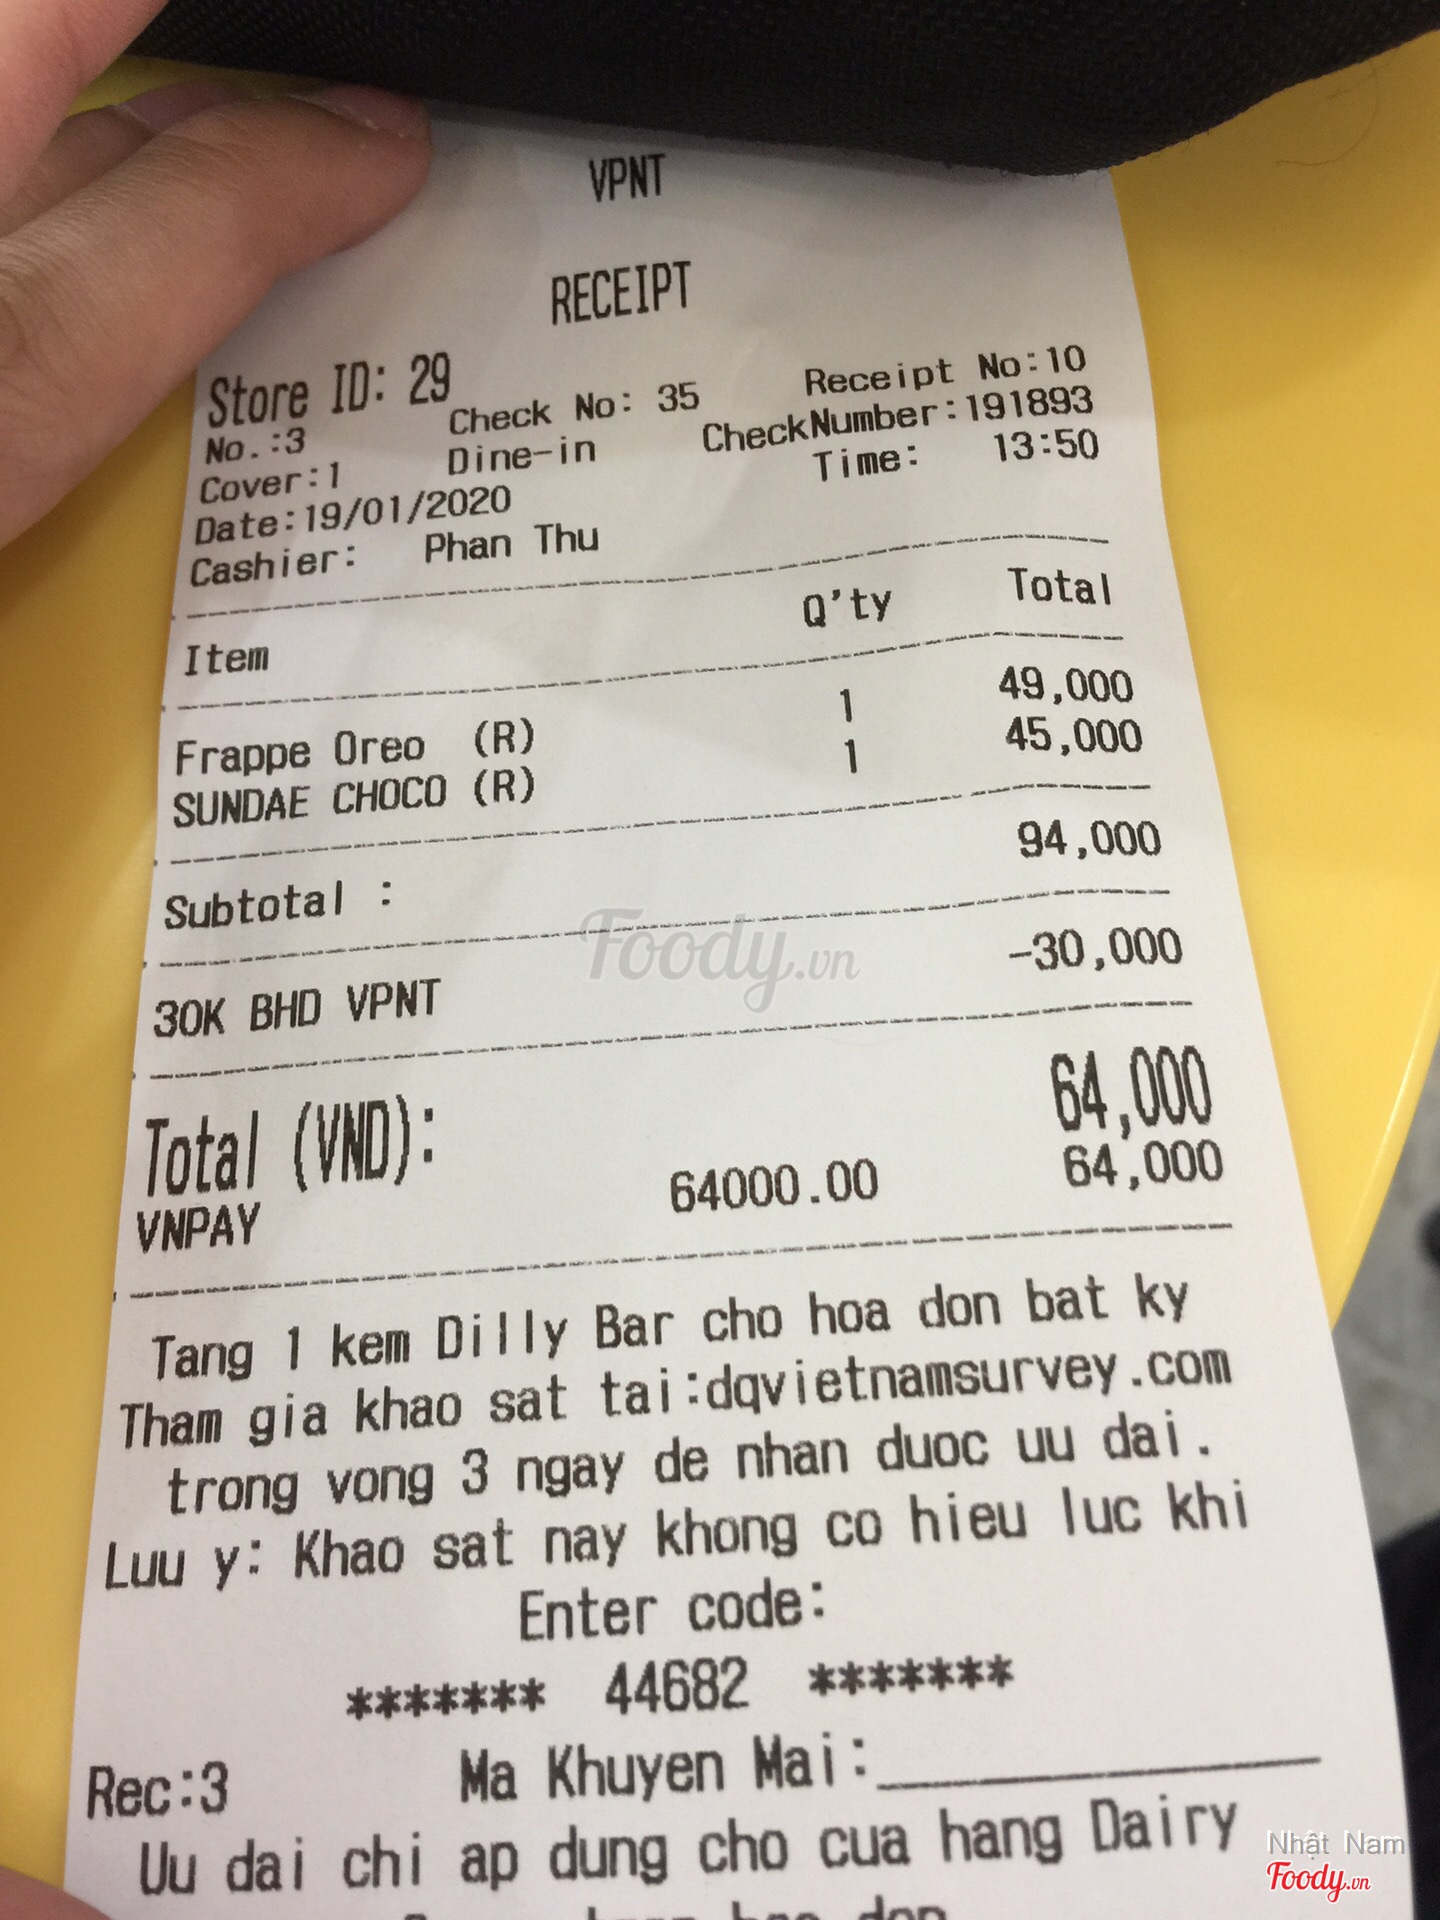 VPNT
RECEIPT
Store ID: 29
Check No: 35 Receipt No:10
No.:3 Dine-in CheckNumber:191893
Cover:1 Time: 13:50
Date:19/01/2020
Cashier: Phan Thu
Item Q'ty Total
Frappe Oreo (R) 1 49,000
SUNDAE CHOCO (R) 1 45,000
Subtotal : 94,000
30K BHD VPNT -30,000
Total (VND): 64,000
VNPAY 64000.00 64,000
Tang 1 kem Dilly Bar cho hoa don bat ky
Tham gia khao sat tai:dqvietnamsurvey.com
trong vong 3 ngay de nhan duoc uu dai.
Luu y: Khao sat nay khong co hieu luc khi
Enter code:
******* 44682 *******
Rec:3 Ma Khuyen Mai:_______________
Uu dai chi ap dung cho cua hang Dairy
Foody.vn
Nhật Nam
Foody.vn